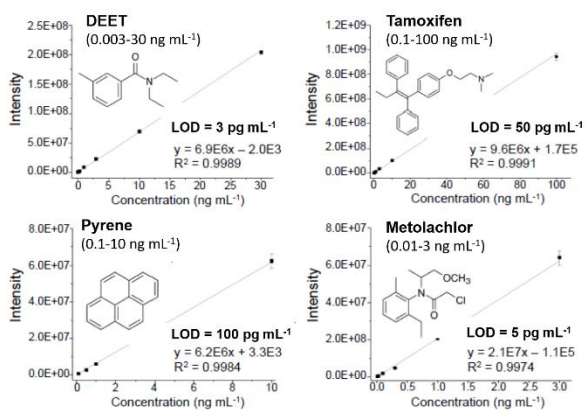 DEET
(0.003-30 ng mL⁻¹)
2.5E+08
2.0E+08
1.5E+08
1.0E+08
5.0E+07
0.0E+00
Intensity
O
N
LOD = 3 pg mL⁻¹
y = 6.9E6x – 2.0E3
R² = 0.9989
0 5 10 15 20 25 30
Concentration (ng mL⁻¹)
Tamoxifen
(0.1-100 ng mL⁻¹)
1.2E+09
1.0E+09
8.0E+08
6.0E+08
4.0E+08
2.0E+08
0.0E+00
Intensity
O
N
LOD = 50 pg mL⁻¹
y = 9.6E6x + 1.7E5
R² = 0.9991
0 20 40 60 80 100
Concentration (ng mL⁻¹)
Pyrene
(0.1-10 ng mL⁻¹)
8.0E+07
6.0E+07
4.0E+07
2.0E+07
0.0E+00
Intensity
LOD = 100 pg mL⁻¹
y = 6.2E6x + 3.3E3
R² = 0.9984
0 2 4 6 8 10
Concentration (ng mL⁻¹)
Metolachlor
(0.01-3 ng mL⁻¹)
8.0E+07
6.0E+07
4.0E+07
2.0E+07
0.0E+00
Intensity
OCH₃
N
Cl
O
LOD = 5 pg mL⁻¹
y = 2.1E7x – 1.1E5
R² = 0.9974
0.0 0.5 1.0 1.5 2.0 2.5 3.0
Concentration (ng mL⁻¹)